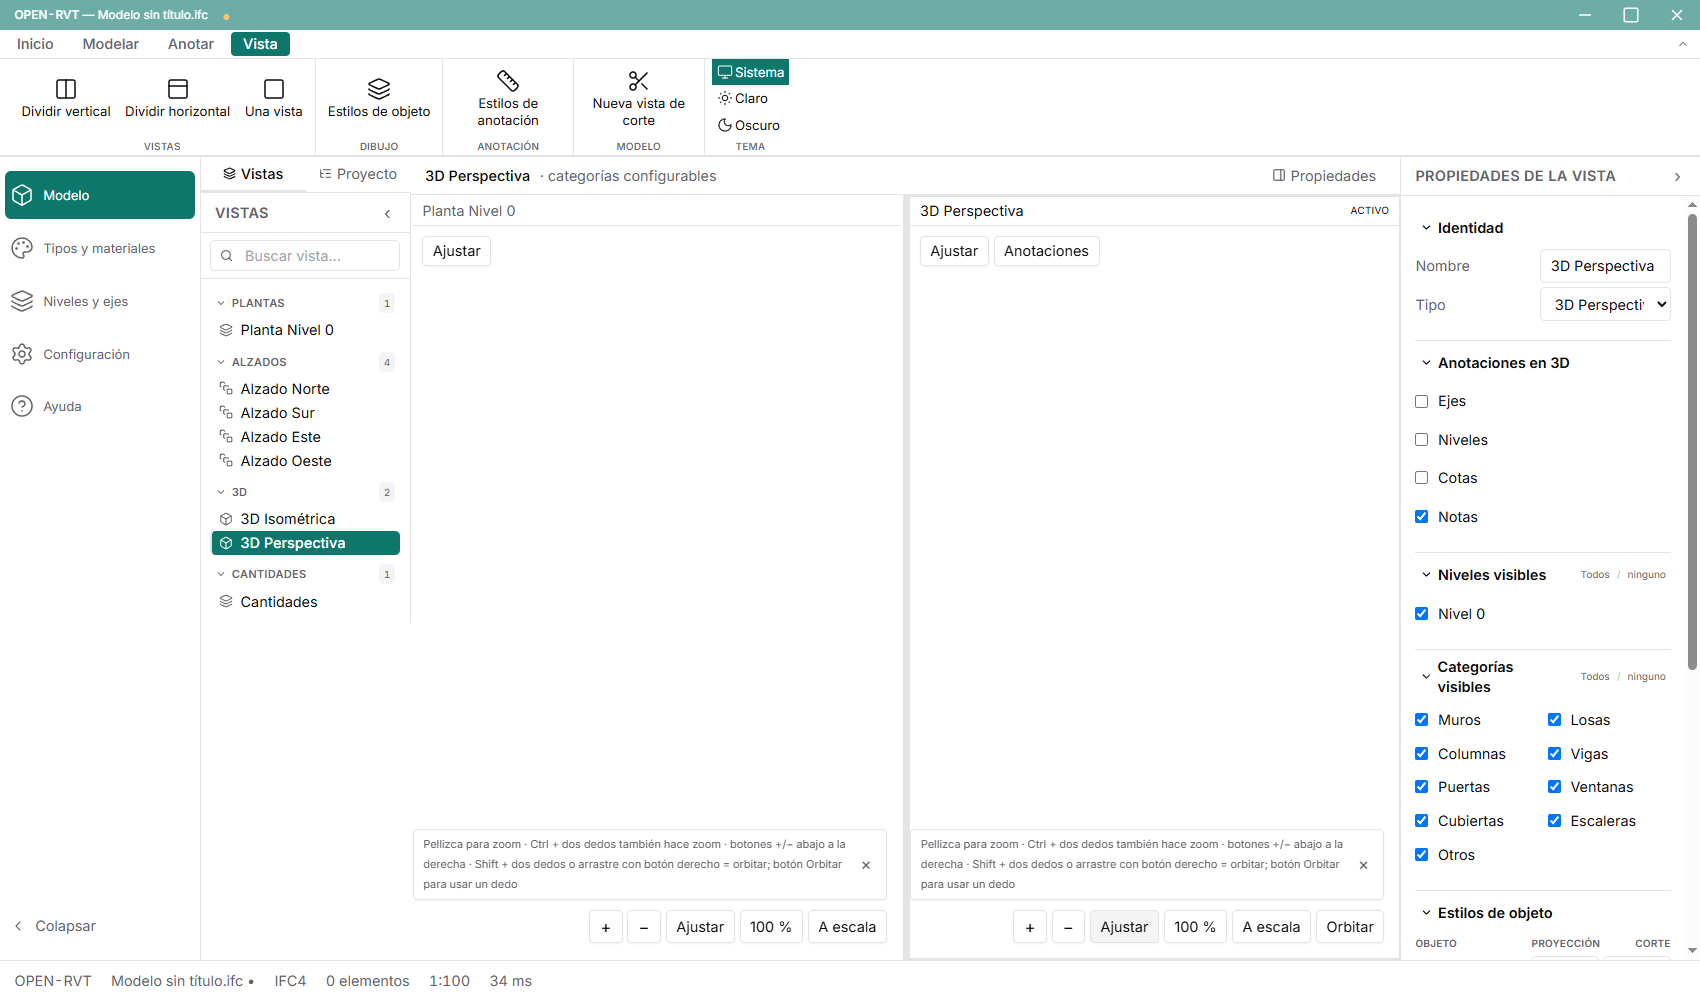 OPEN-RVT — Modelo sin título.ifc
Inicio Modelar Anotar Vista
Dividir vertical Dividir horizontal Una vista
VISTAS
Estilos de objeto
DIBUJO
Estilos de
anotación
ANOTACIÓN
Nueva vista de
corte
MODELO
Sistema
Claro
Oscuro
TEMA
Modelo
Tipos y materiales
Niveles y ejes
Configuración
Ayuda
Colapsar
Vistas Proyecto
VISTAS
Buscar vista...
PLANTAS 1
Planta Nivel 0
ALZADOS 4
Alzado Norte
Alzado Sur
Alzado Este
Alzado Oeste
3D 2
3D Isométrica
3D Perspectiva
CANTIDADES 1
Cantidades
3D Perspectiva · categorías configurables
Propiedades
Planta Nivel 0
Ajustar
Pellizca para zoom · Ctrl + dos dedos también hace zoom · botones +/− abajo a la
derecha · Shift + dos dedos o arrastre con botón derecho = orbitar; botón Orbitar
para usar un dedo
+ − Ajustar 100 % A escala
3D Perspectiva ACTIVO
Ajustar Anotaciones
Pellizca para zoom · Ctrl + dos dedos también hace zoom · botones +/− abajo a la
derecha · Shift + dos dedos o arrastre con botón derecho = orbitar; botón Orbitar
para usar un dedo
+ − Ajustar 100 % A escala Orbitar
PROPIEDADES DE LA VISTA
Identidad
Nombre 3D Perspectiva
Tipo 3D Perspecti
Anotaciones en 3D
Ejes
Niveles
Cotas
Notas
Niveles visibles Todos / ninguno
Nivel 0
Categorías
visibles Todos / ninguno
Muros Losas
Columnas Vigas
Puertas Ventanas
Cubiertas Escaleras
Otros
Estilos de objeto
OBJETO PROYECCIÓN CORTE
OPEN-RVT Modelo sin título.ifc • IFC4 0 elementos 1:100 34 ms